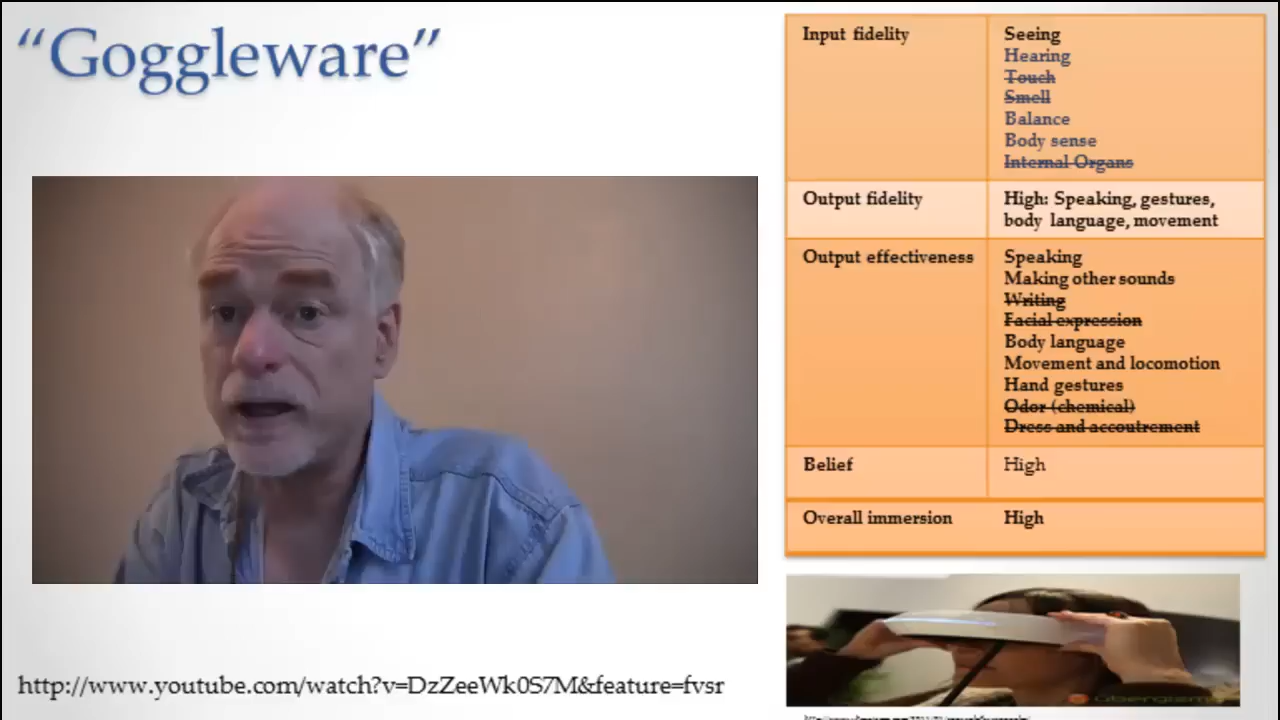 “Goggleware”
Input fidelity
Seeing
Hearing
Touch
Smell
Balance
Body sense
Internal Organs
Output fidelity
High: Speaking, gestures,
body language, movement
Output effectiveness
Speaking
Making other sounds
Writing
Facial expression
Body language
Movement and locomotion
Hand gestures
Odor (chemical)
Dress and accoutrement
Belief
High
Overall immersion
High
http://www.youtube.com/watch?v=DzZeeWk0S7M&feature=fvsr